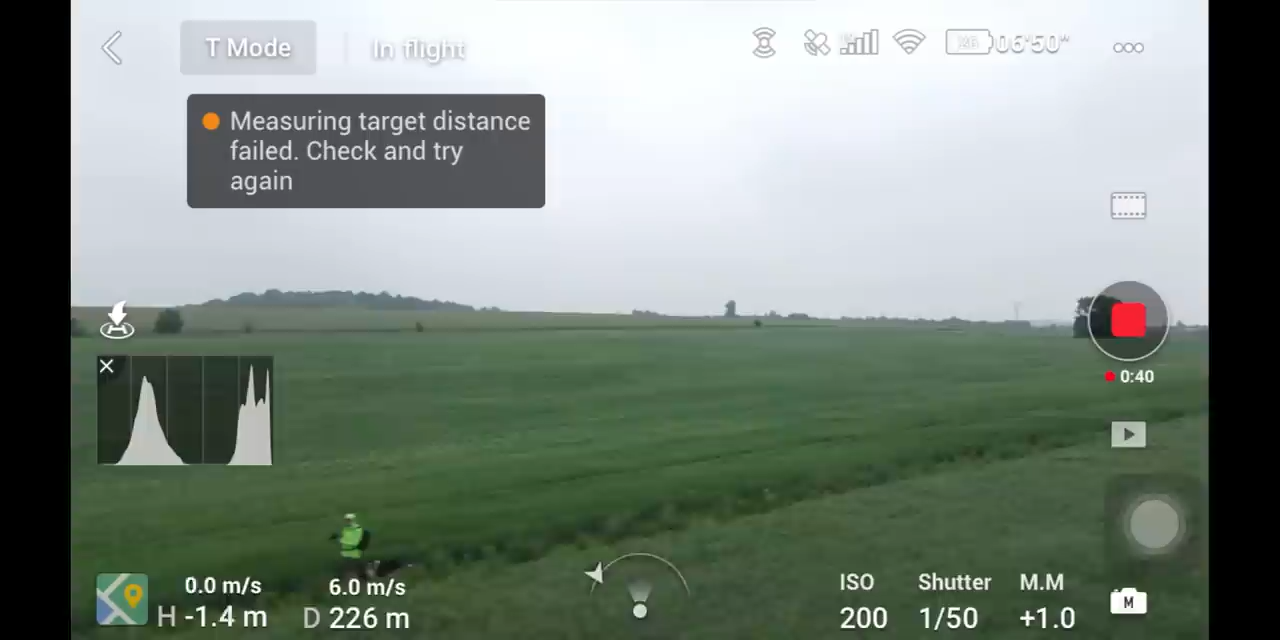 T Mode
In flight
26
06'50"
Measuring target distance
failed. Check and try
again
0:40
0.0 m/s
6.0 m/s
H -1.4 m
D 226 m
ISO
Shutter
M.M
200
1/50
+1.0
M